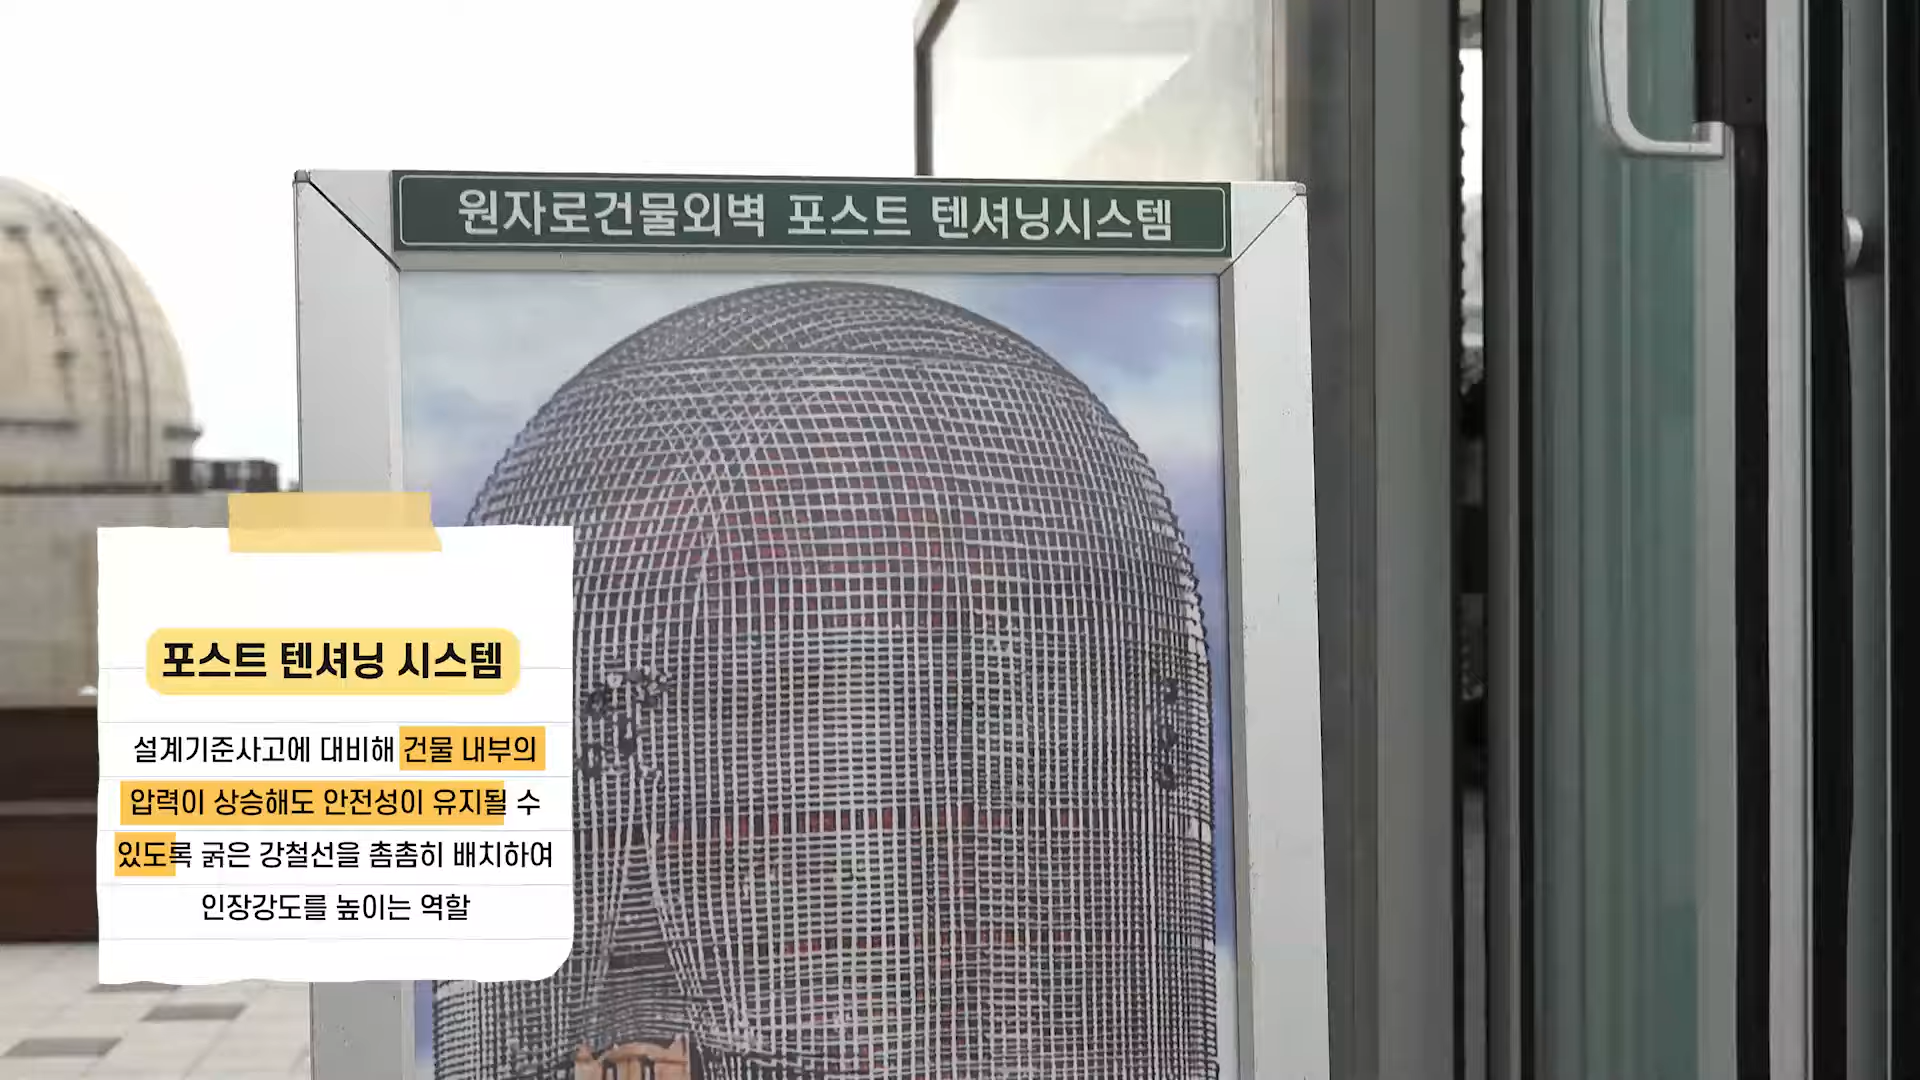 원자로건물외벽 포스트 텐셔닝시스템
포스트 텐셔닝 시스템
설계기준사고에 대비해 건물 내부의
압력이 상승해도 안전성이 유지될 수
있도록 굵은 강철선을 촘촘히 배치하여
인장강도를 높이는 역할